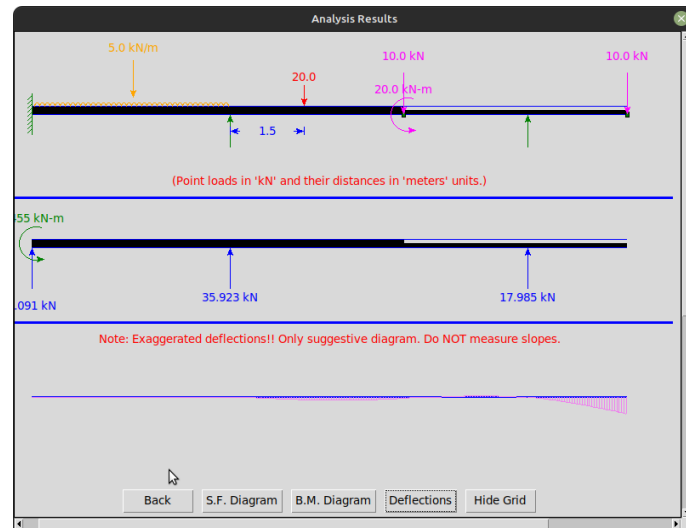 Analysis Results
5.0 kN/m
10.0 kN
10.0 kN
20.0
20.0 kN-m
1.5
(Point loads in 'kN' and their distances in 'meters' units.)
355 kN-m
.091 kN
35.923 kN
17.985 kN
Note: Exaggerated deflections!! Only suggestive diagram. Do NOT measure slopes.
Back
S.F. Diagram
B.M. Diagram
Deflections
Hide Grid